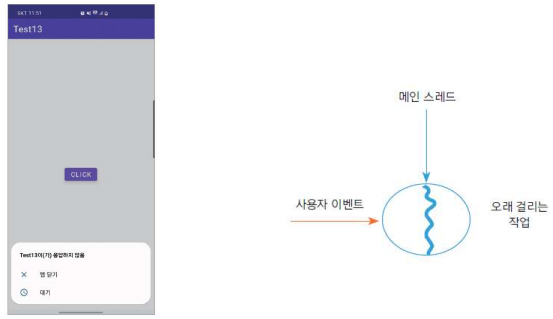 SKT 11:51
Test13
CLICK
Test13이(가) 응답하지 않음
앱 닫기
대기
메인 스레드
사용자 이벤트
오래 걸리는
작업